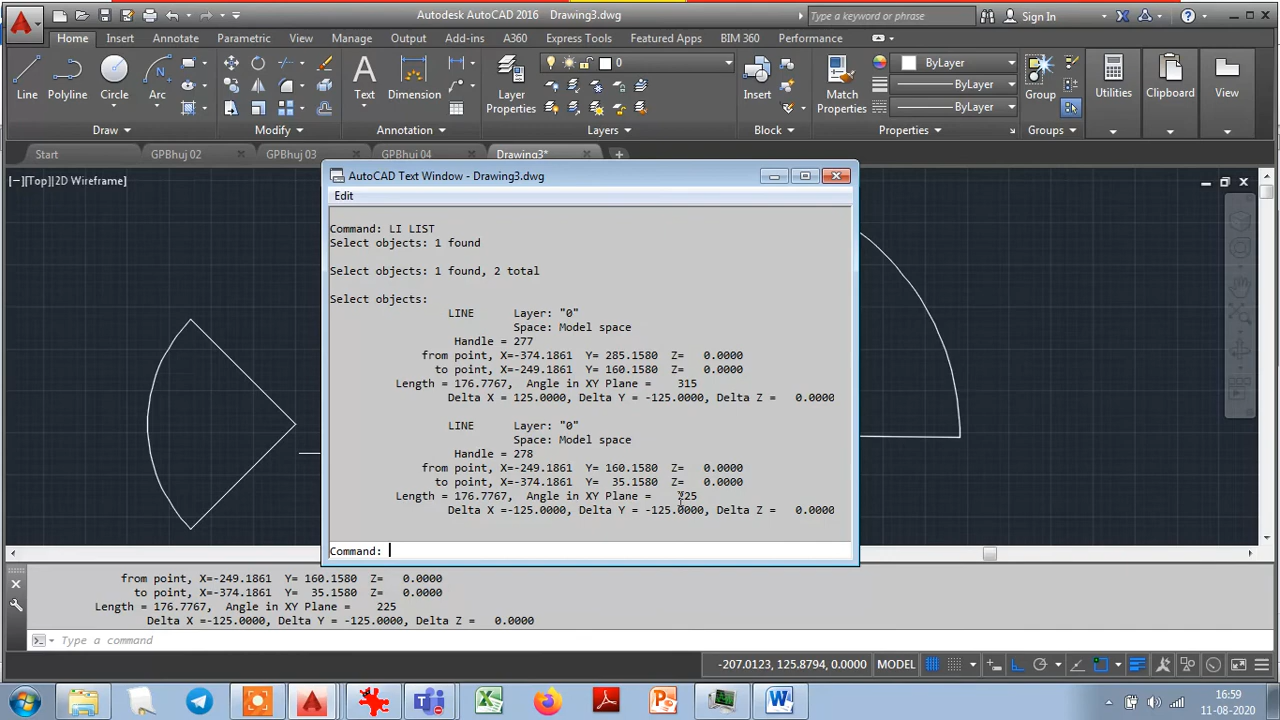 Autodesk AutoCAD 2016 Drawing3.dwg
Type a keyword or phrase
Sign In
Home Insert Annotate Parametric View Manage Output Add-ins A360 Express Tools Featured Apps BIM 360 Performance
0
ByLayer
ByLayer
ByLayer
Line Polyline Circle Arc Text Dimension Layer Properties Insert Match Properties Group Utilities Clipboard View
Draw Modify Annotation Layers Block Properties Groups
Start GPBhuj 02 GPBhuj 03 GPBhuj 04 Drawing3*
[−][Top][2D Wireframe]
AutoCAD Text Window - Drawing3.dwg
Edit
Command: LI LIST
Select objects: 1 found
Select objects: 1 found, 2 total
Select objects:
LINE Layer: "0"
Space: Model space
Handle = 277
from point, X=-374.1861 Y= 285.1580 Z= 0.0000
to point, X=-249.1861 Y= 160.1580 Z= 0.0000
Length = 176.7767, Angle in XY Plane = 315
Delta X = 125.0000, Delta Y = -125.0000, Delta Z = 0.0000
LINE Layer: "0"
Space: Model space
Handle = 278
from point, X=-249.1861 Y= 160.1580 Z= 0.0000
to point, X=-374.1861 Y= 35.1580 Z= 0.0000
Length = 176.7767, Angle in XY Plane = 225
Delta X =-125.0000, Delta Y = -125.0000, Delta Z = 0.0000
Command:
from point, X=-249.1861 Y= 160.1580 Z= 0.0000
to point, X=-374.1861 Y= 35.1580 Z= 0.0000
Length = 176.7767, Angle in XY Plane = 225
Delta X =-125.0000, Delta Y = -125.0000, Delta Z = 0.0000
Type a command
-207.0123, 125.8794, 0.0000 MODEL
16:59
11-08-2020